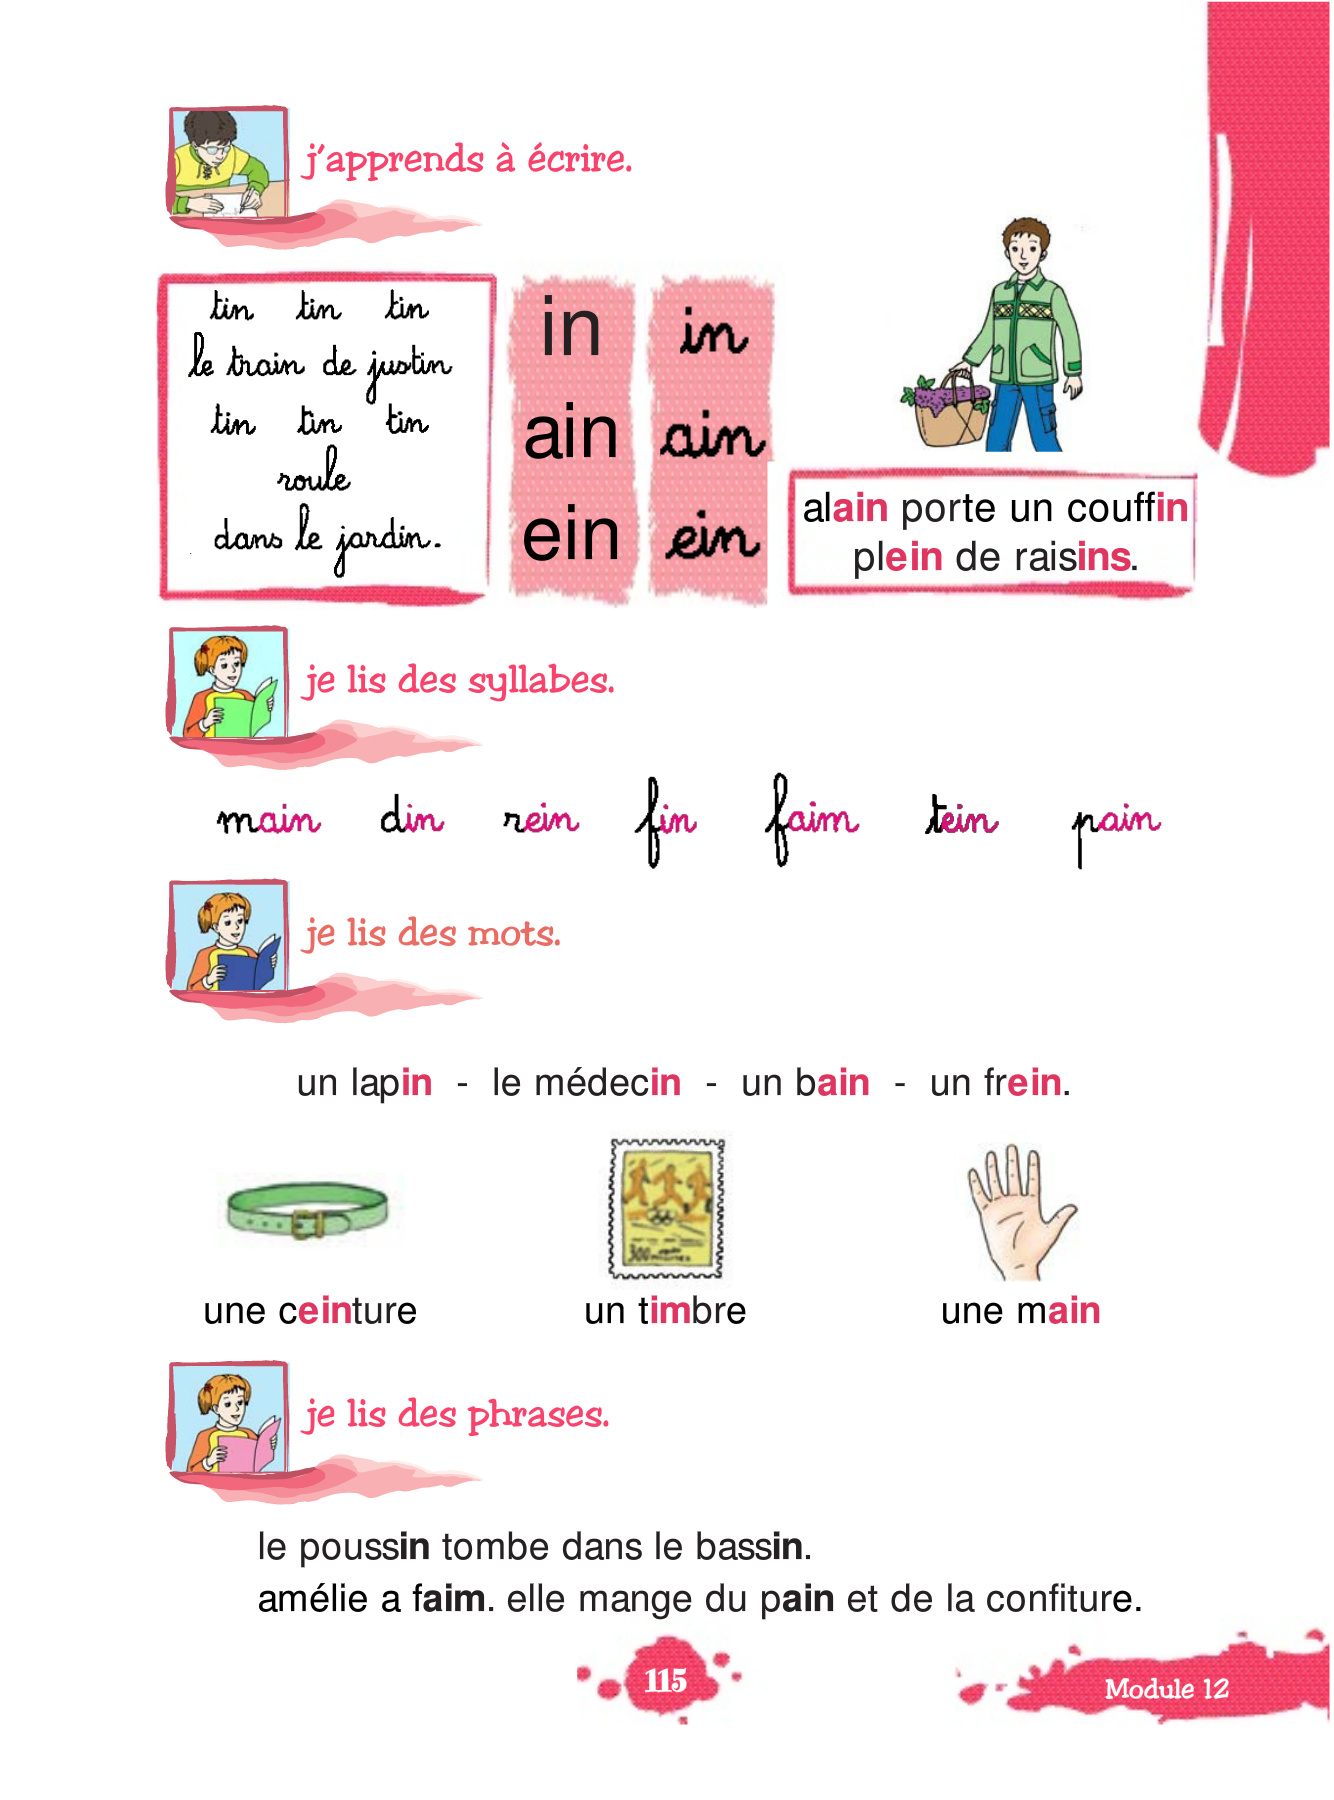 j'apprends à écrire.
tin tin tin
le train de justin
tin tin tin
roule
dans le jardin.
in in
ain ain
ein ein
alain porte un couffin
plein de raisins.
je lis des syllabes.
main din rein fin faim tein pain
je lis des mots.
un lapin - le médecin - un bain - un frein.
300
une ceinture un timbre une main
je lis des phrases.
le poussin tombe dans le bassin.
amélie a faim. elle mange du pain et de la confiture.
115
Module 12